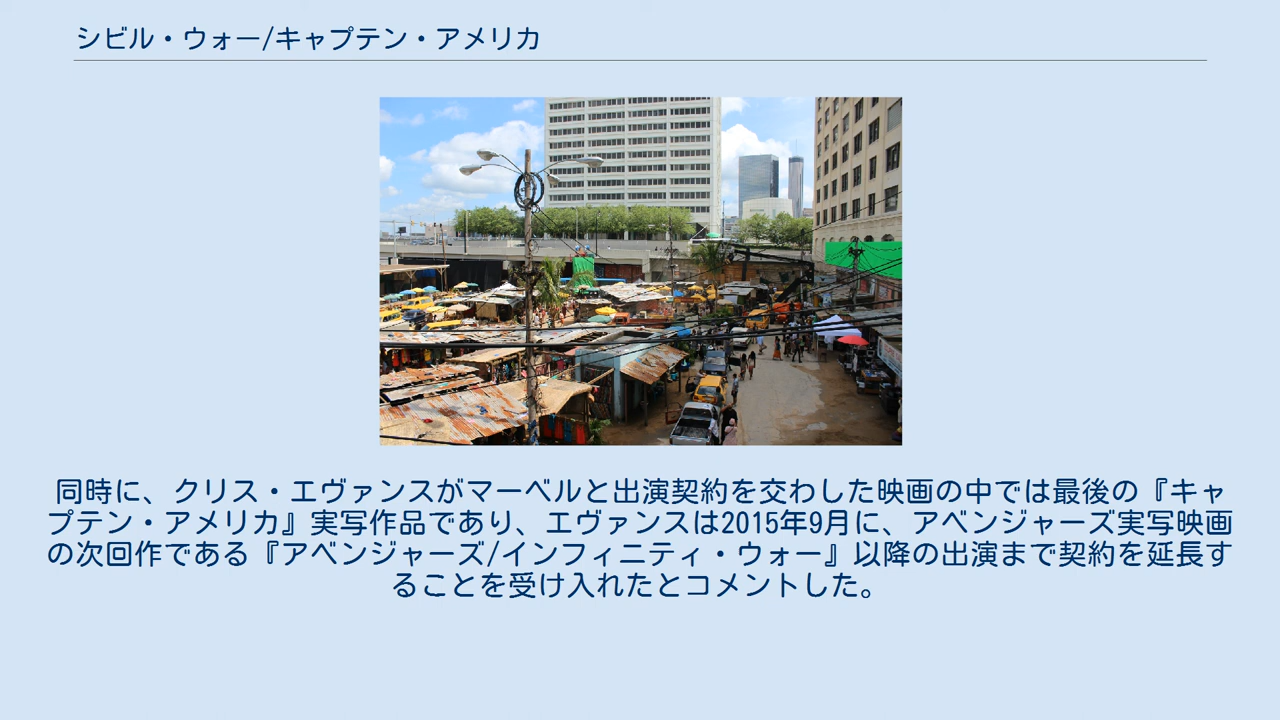 シビル・ウォー/キャプテン・アメリカ
同時に、クリス・エヴァンスがマーベルと出演契約を交わした映画の中では最後の『キャ
プテン・アメリカ』実写作品であり、エヴァンスは2015年9月に、アベンジャーズ実写映画
の次回作である『アベンジャーズ/インフィニティ・ウォー』以降の出演まで契約を延長す
ることを受け入れたとコメントした。